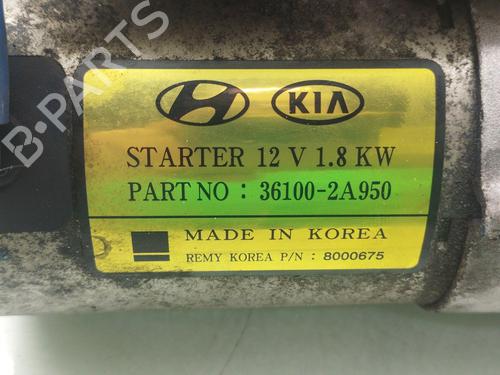 KIA
STARTER 12 V 1.8 KW
PART NO : 36100-2A950
MADE IN KOREA
REMY KOREA P/N : 8000675
B-PARTS